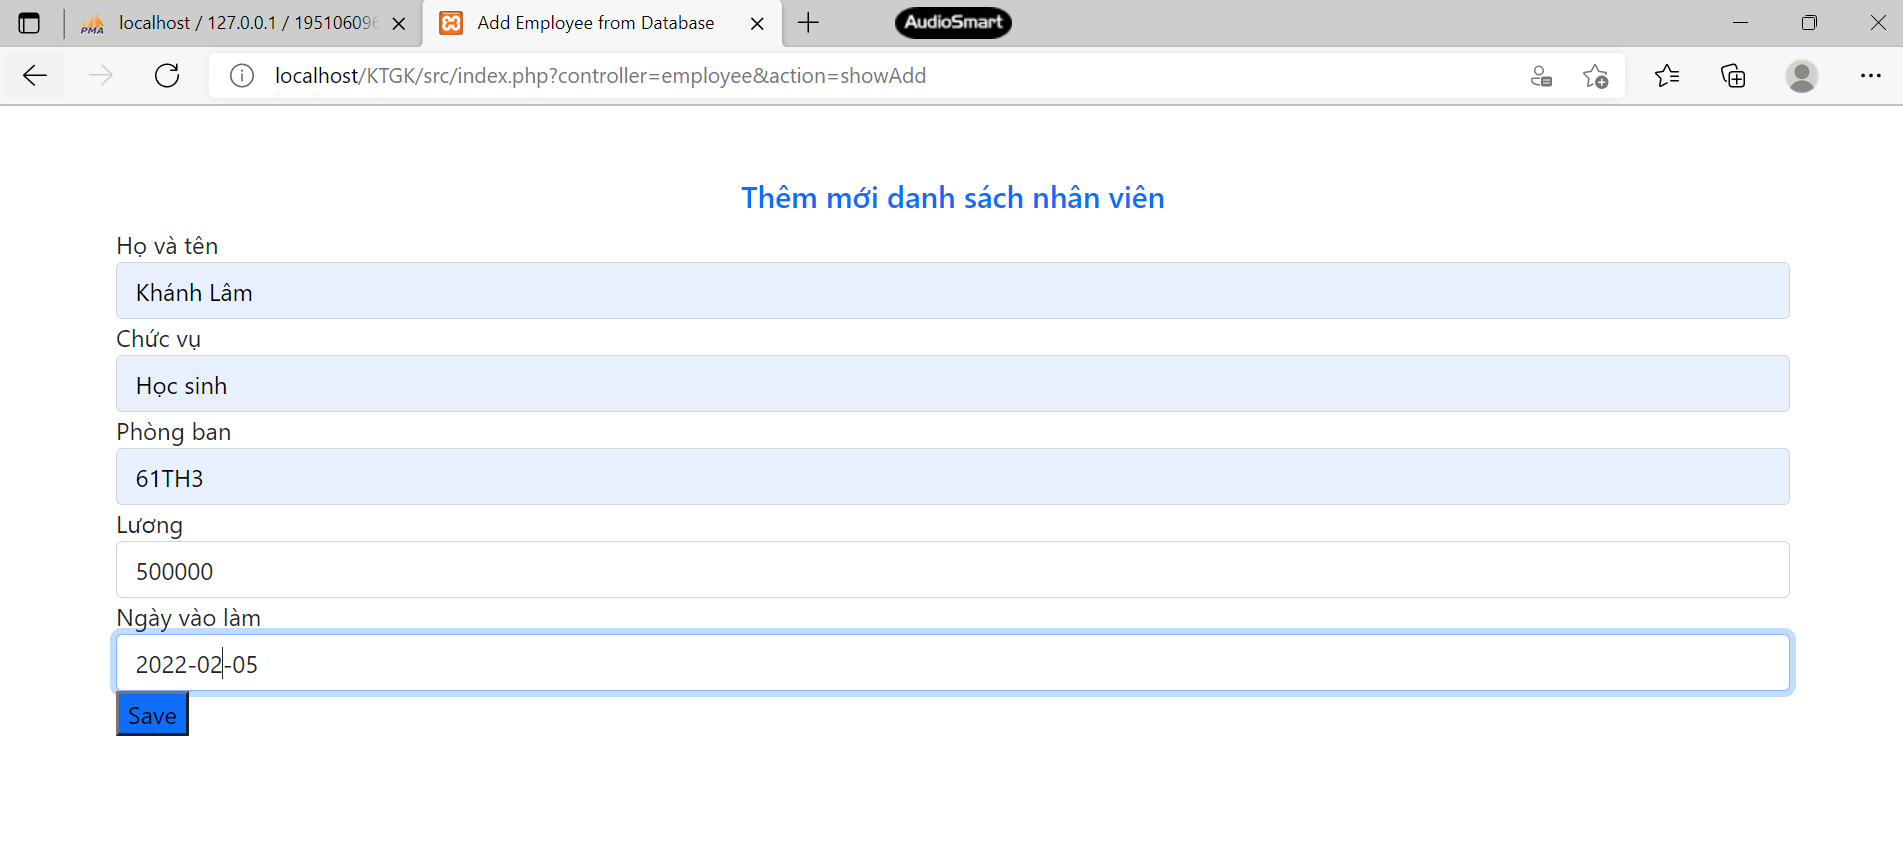 PMA
localhost / 127.0.0.1 / 195106096
Add Employee from Database
AudioSmart
localhost/KTGK/src/index.php?controller=employee&action=showAdd
Thêm mới danh sách nhân viên
Họ và tên
Khánh Lâm
Chức vụ
Học sinh
Phòng ban
61TH3
Lương
500000
Ngày vào làm
2022-02-05
Save